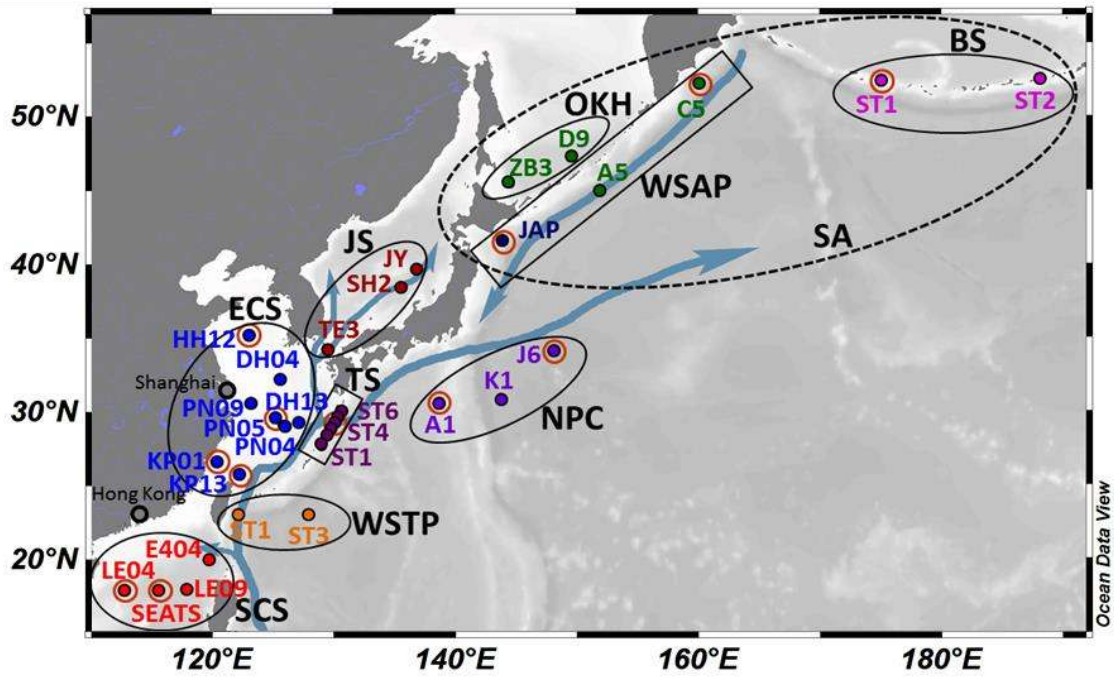 BS
50°N
OKH
C5
ST1
ST2
D9
ZB3
A5
WSAP
JAP
SA
40°N
JS
JY
SH2
ECS
TE3
HH12
DH04
J6
Shanghai
TS
K1
DH13
30°N
PN09
ST6
NPC
PN05
ST4
A1
PN04
ST1
KP01
KP13
Hong Kong
WSTP
ST1
ST3
20°N
E404
LE04
LE09
SEATS
SCS
120°E
140°E
160°E
180°E
Ocean Data View